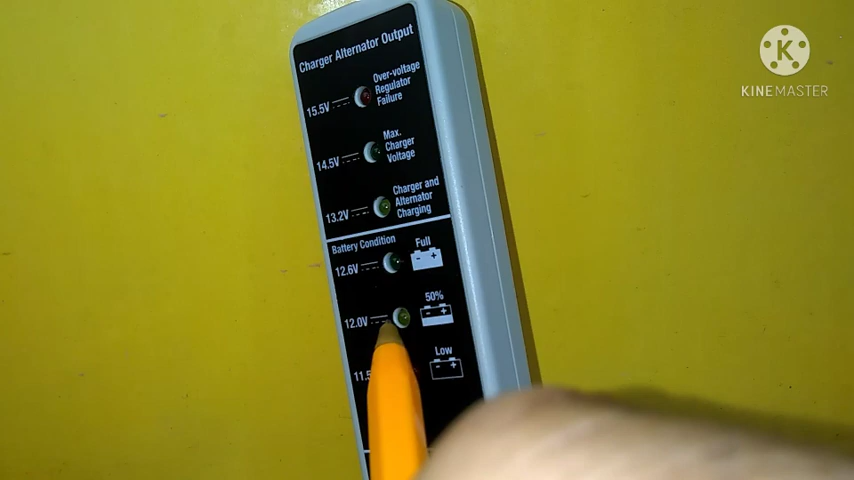 Charger Alternator Output
15.5V
Over-voltage
Regulator
Failure
14.5V
Max.
Charger
Voltage
13.2V
Charger and
Alternator
Charging
Battery Condition
12.6V
Full
12.0V
50%
Low
K
KINEMASTER